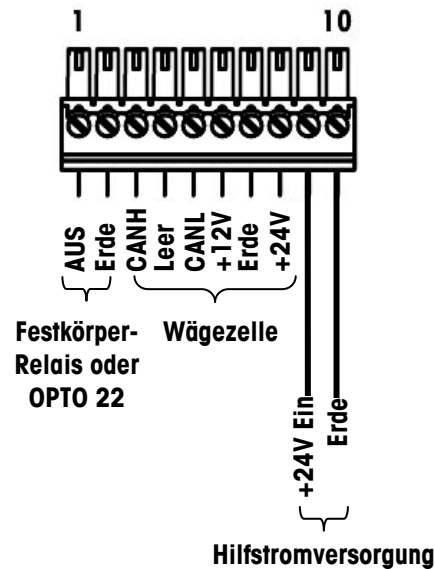 1 10
AUS
Erde
CANH
Leer
CANL
+12V
Erde
+24V
Festkörper-
Relais oder
OPTO 22
Wägezelle
+24V Ein
Erde
Hilfstromversorgung